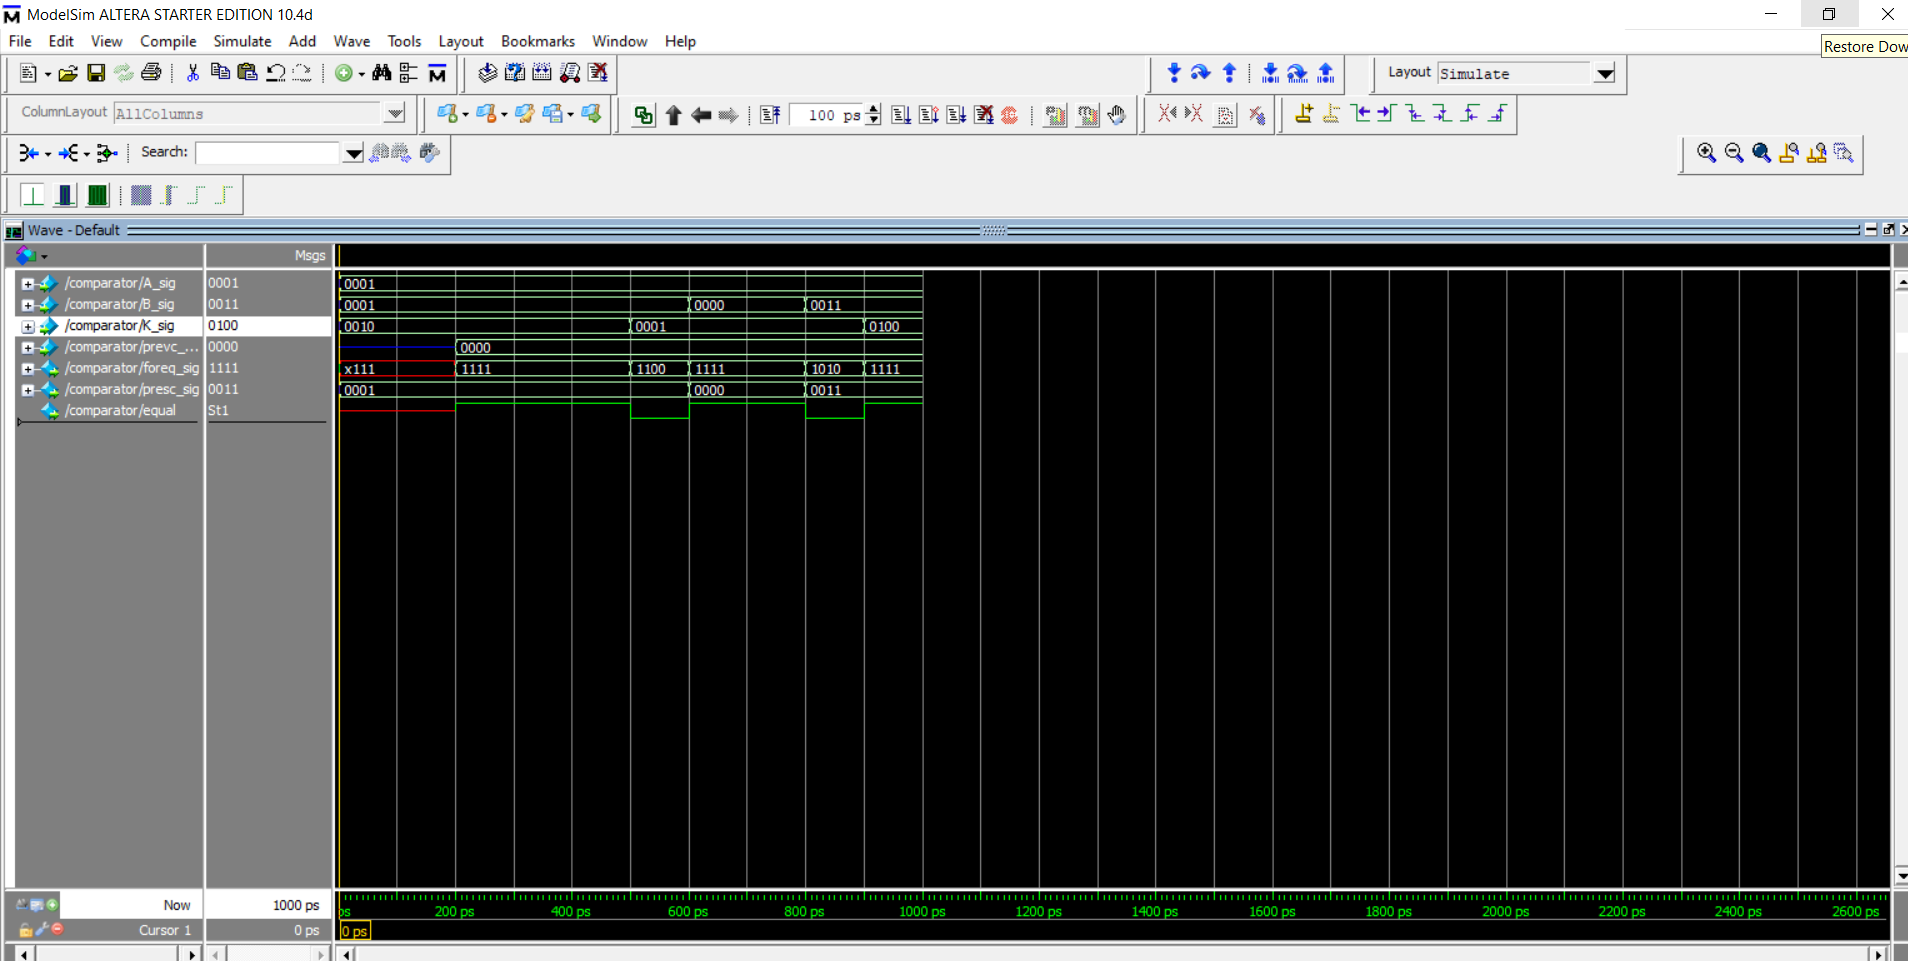 ModelSim ALTERA STARTER EDITION 10.4d
File Edit View Compile Simulate Add Wave Tools Layout Bookmarks Window Help
Restore Dow
Layout Simulate
ColumnLayout AllColumns
100 ps
Search:
Wave - Default
Msgs
/comparator/A_sig 0001 0001
/comparator/B_sig 0011 0001 0000 0011
/comparator/K_sig 0100 0010 0001 0100
/comparator/prevc_... 0000 0000
/comparator/foreq_sig 1111 x111 1111 1100 1111 1010 1111
/comparator/presc_sig 0011 0001 0000 0011
/comparator/equal St1
Now 1000 ps ps 200 ps 400 ps 600 ps 800 ps 1000 ps 1200 ps 1400 ps 1600 ps 1800 ps 2000 ps 2200 ps 2400 ps 2600 ps
Cursor 1 0 ps 0 ps